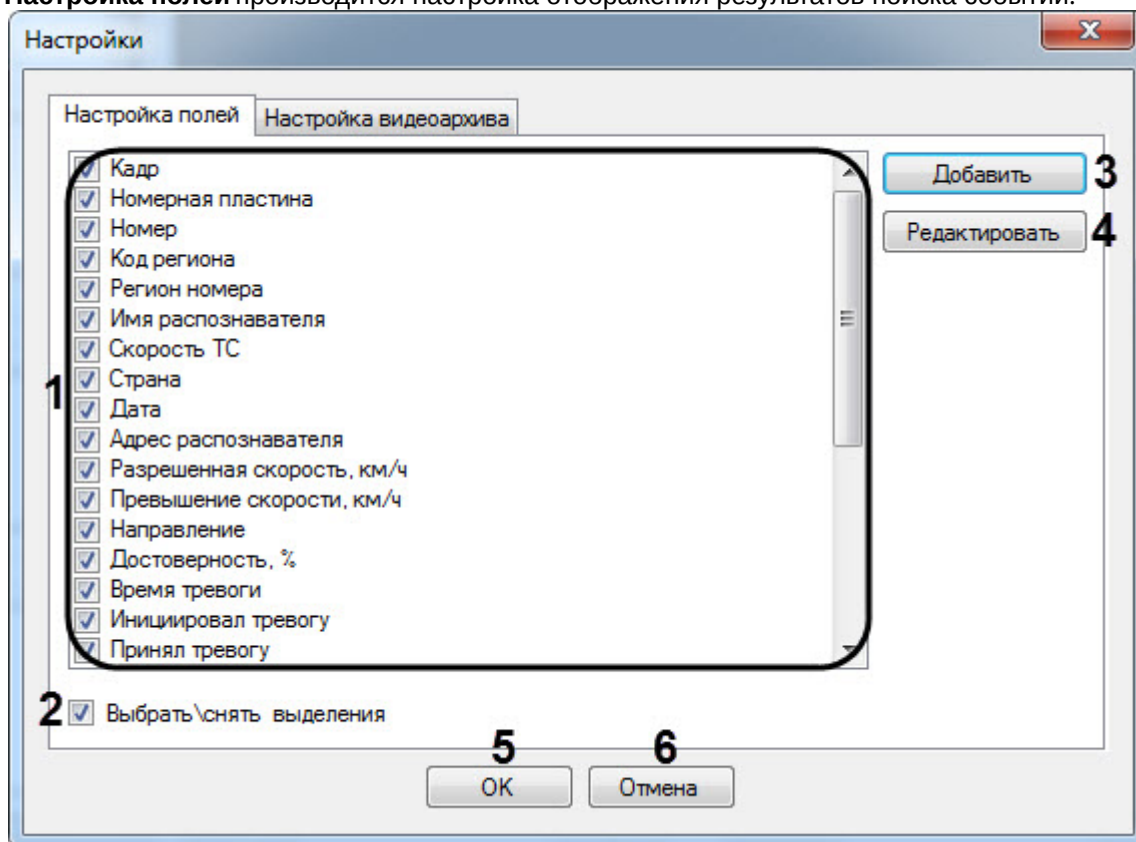 Настройка полей производится настройка отображения результатов поиска событий.
Настройки
Настройка полей Настройка видеоархива
Кадр
Добавить 3
Номерная пластина
Номер
Редактировать 4
Код региона
Регион номера
Имя распознавателя
Скорость ТС
Страна
1
Дата
Адрес распознавателя
Разрешенная скорость, км/ч
Превышение скорости, км/ч
Направление
Достоверность, %
Время тревоги
Инициировал тревогу
Принял тревогу
2 Выбрать\снять выделения
5 6
OK Отмена